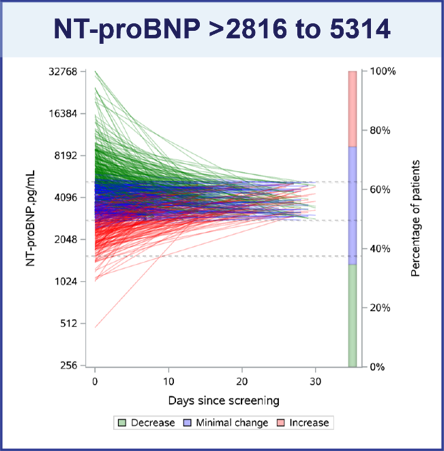 NT-proBNP >2816 to 5314
32768
16384
8192
4096
2048
1024
512
256
NT-proBNP.pg/mL
0
10
20
30
Days since screening
100%
80%
60%
40%
20%
0%
Percentage of patients
Decrease
Minimal change
Increase